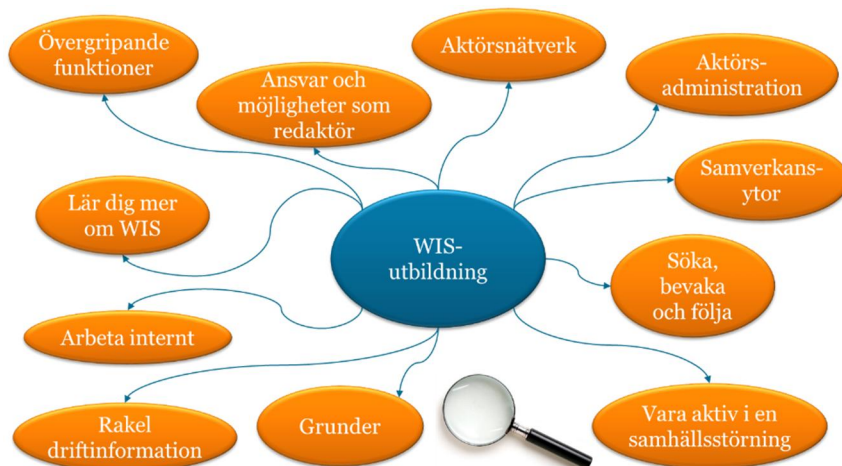 Övergripande
funktioner
Ansvar och
möjligheter som
redaktör
Aktörsnätverk
Aktörs-
administration
Samverkans-
ytor
Lär dig mer
om WIS
WIS-
utbildning
Söka,
bevaka
och följa
Arbeta internt
Rakel
driftinformation
Grunder
Vara aktiv i en
samhällsstörning